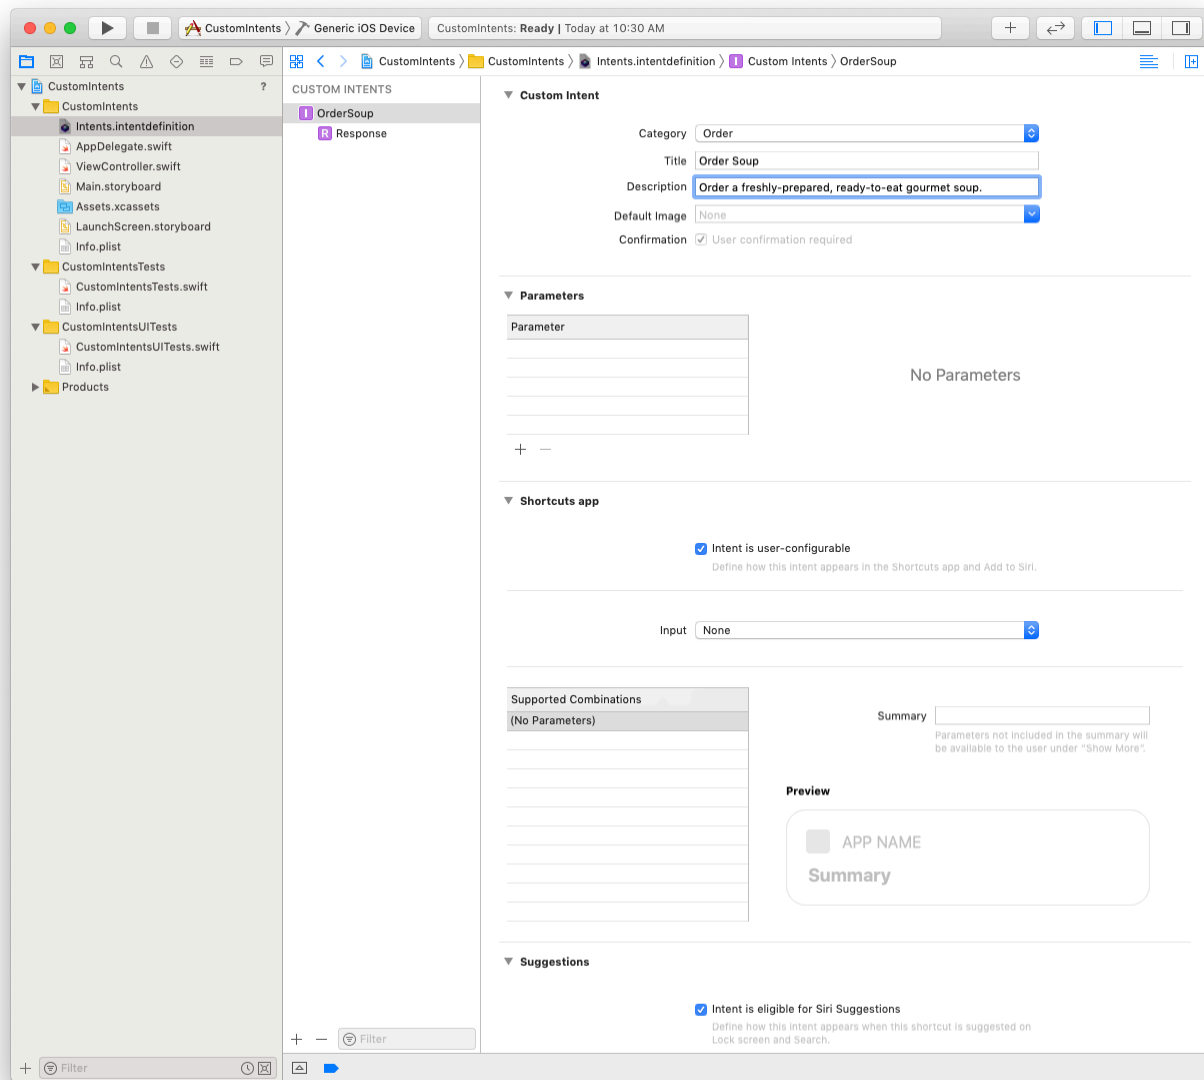 CustomIntents 〉 Generic iOS Device
CustomIntents: Ready | Today at 10:30 AM
CustomIntents 〉 CustomIntents 〉 Intents.intentdefinition 〉 I Custom Intents 〉 OrderSoup
CustomIntents ?
CustomIntents
Intents.intentdefinition
AppDelegate.swift
ViewController.swift
Main.storyboard
Assets.xcassets
LaunchScreen.storyboard
Info.plist
CustomIntentsTests
CustomIntentsTests.swift
Info.plist
CustomIntentsUITests
CustomIntentsUITests.swift
Info.plist
Products
Filter
CUSTOM INTENTS
I OrderSoup
R Response
Filter
Custom Intent
Category Order
Title Order Soup
Description Order a freshly-prepared, ready-to-eat gourmet soup.
Default Image None
Confirmation User confirmation required
Parameters
Parameter
No Parameters
Shortcuts app
Intent is user-configurable
Define how this intent appears in the Shortcuts app and Add to Siri.
Input None
Supported Combinations
(No Parameters)
Summary
Parameters not included in the summary will
be available to the user under "Show More".
Preview
APP NAME
Summary
Suggestions
Intent is eligible for Siri Suggestions
Define how this intent appears when this shortcut is suggested on
Lock screen and Search.